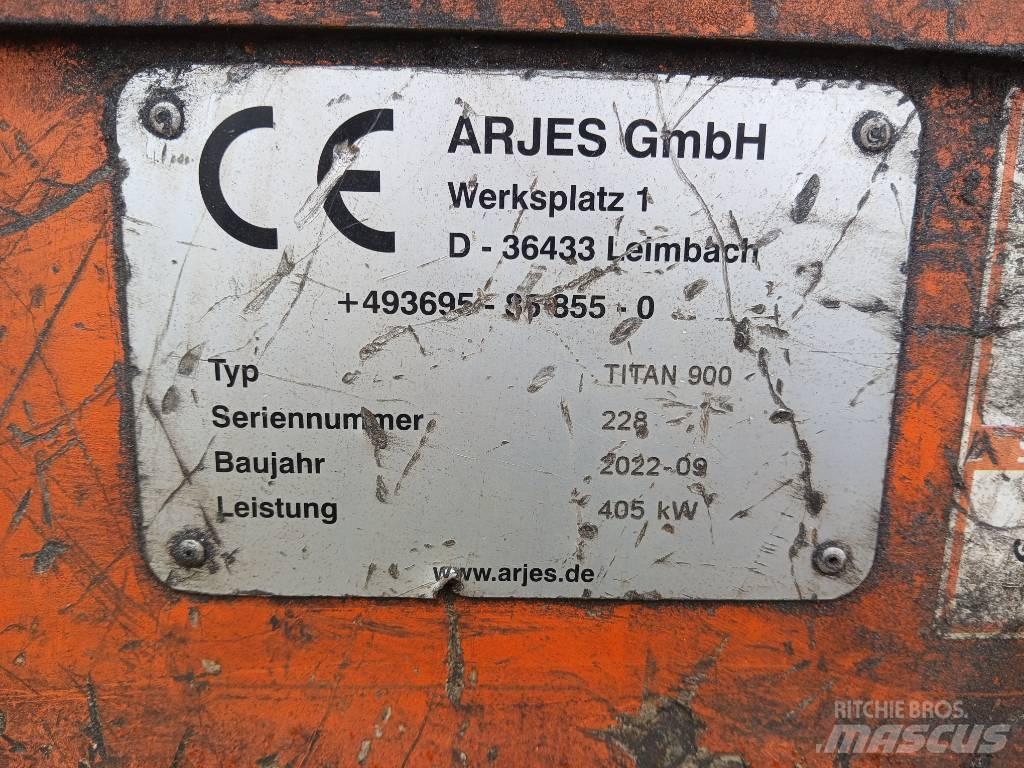 CE
ARJES GmbH
Werksplatz 1
D - 36433 Leimbach
+493695 - 85 855 - 0
Typ TITAN 900
Seriennummer 228
Baujahr 2022-09
Leistung 405 kW
www.arjes.de
RITCHIE BROS.
MASCUS